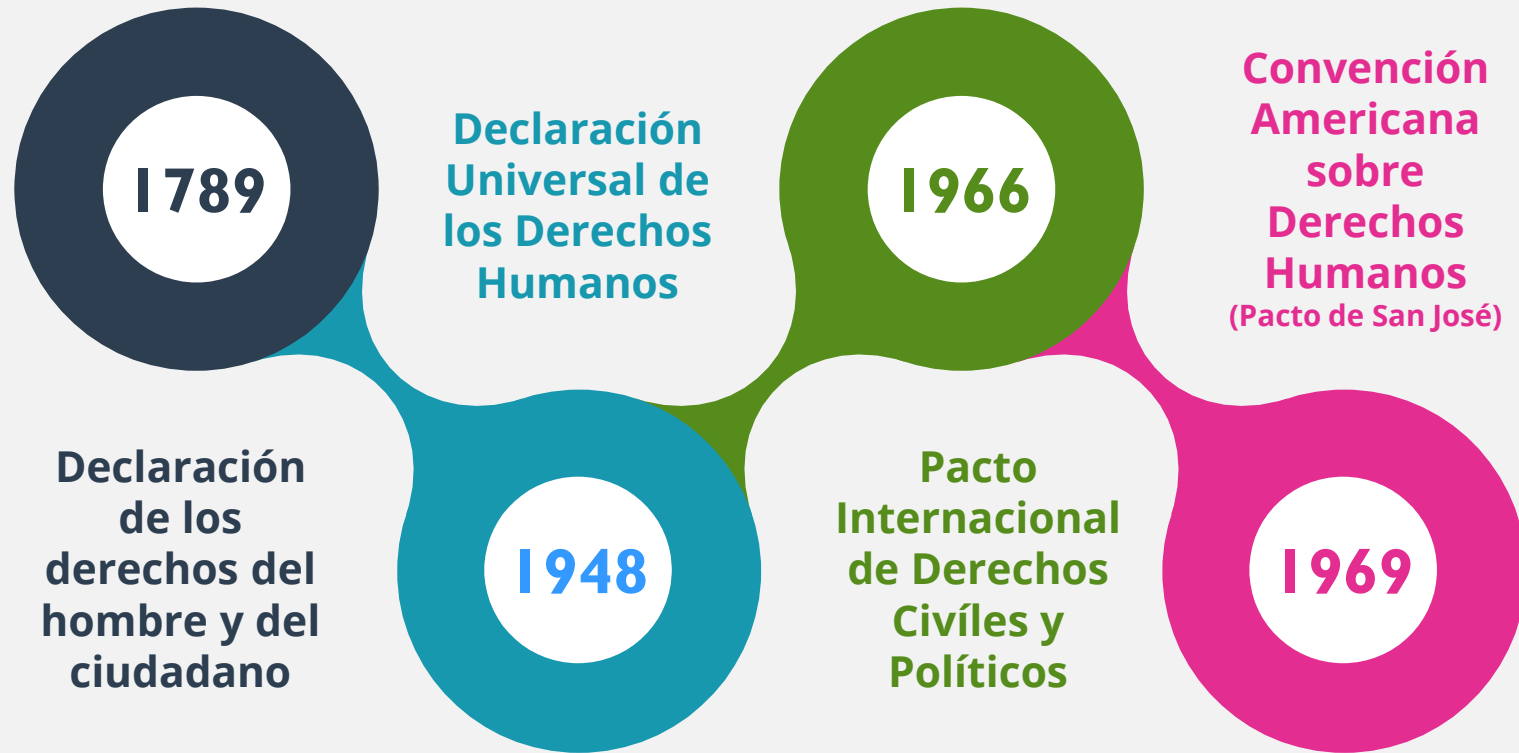 1789
Declaración
de los
derechos del
hombre y del
ciudadano
Declaración
Universal de
los Derechos
Humanos
1948
1966
Pacto
Internacional
de Derechos
Civíles y
Políticos
Convención
Americana
sobre
Derechos
Humanos
(Pacto de San José)
1969